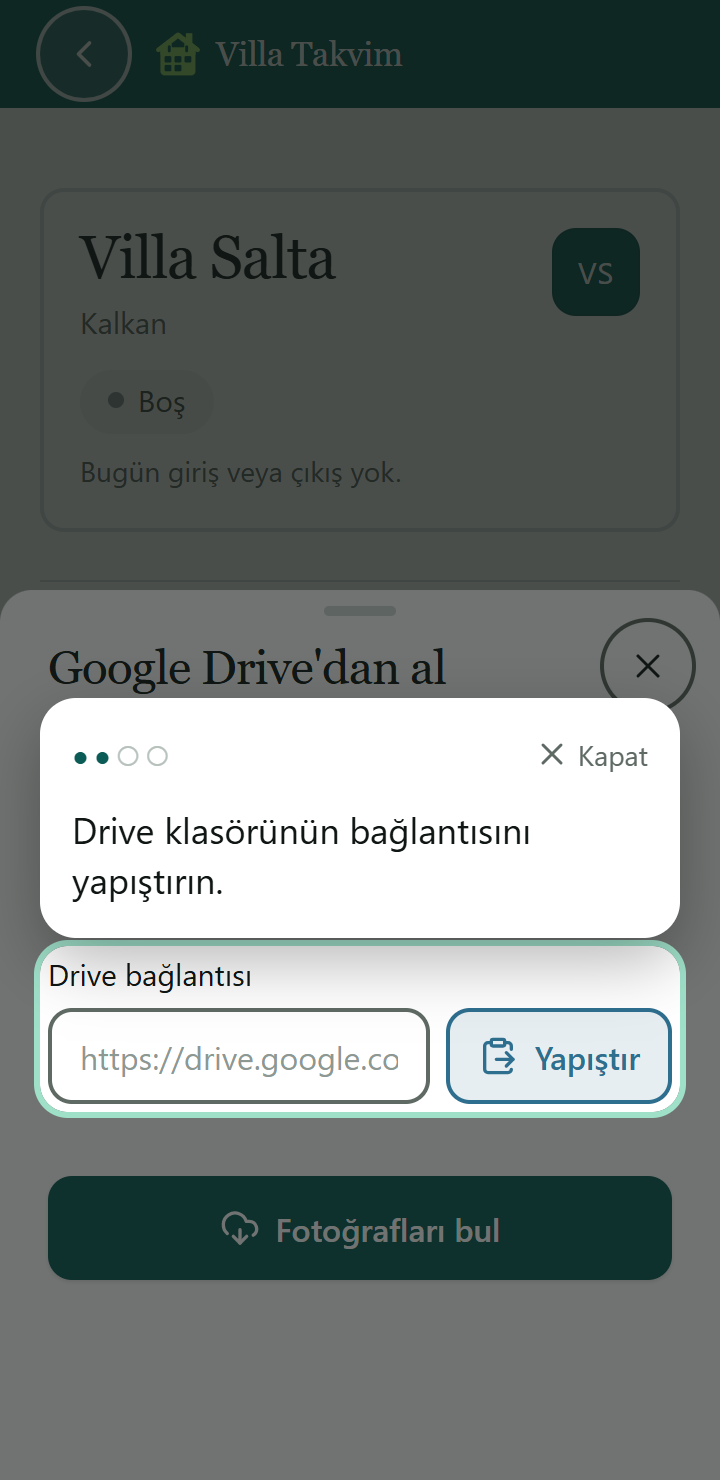 Villa Takvim
Villa Salta
VS
Kalkan
Boş
Bugün giriş veya çıkış yok.
Google Drive'dan al
Kapat
Drive klasörünün bağlantısını
yapıştırın.
Drive bağlantısı
https://drive.google.co
Yapıştır
Fotoğrafları bul